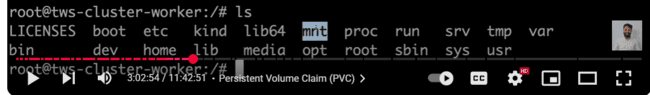 root@tws-cluster-worker:/# ls
LICENSES boot etc kind lib64 mnt proc run srv tmp var
bin dev home lib media opt root sbin sys usr
root@tws-cluster-worker:/#
3:02:54 / 11:42:51 • Persistent Volume Claim (PVC) >
CC HD